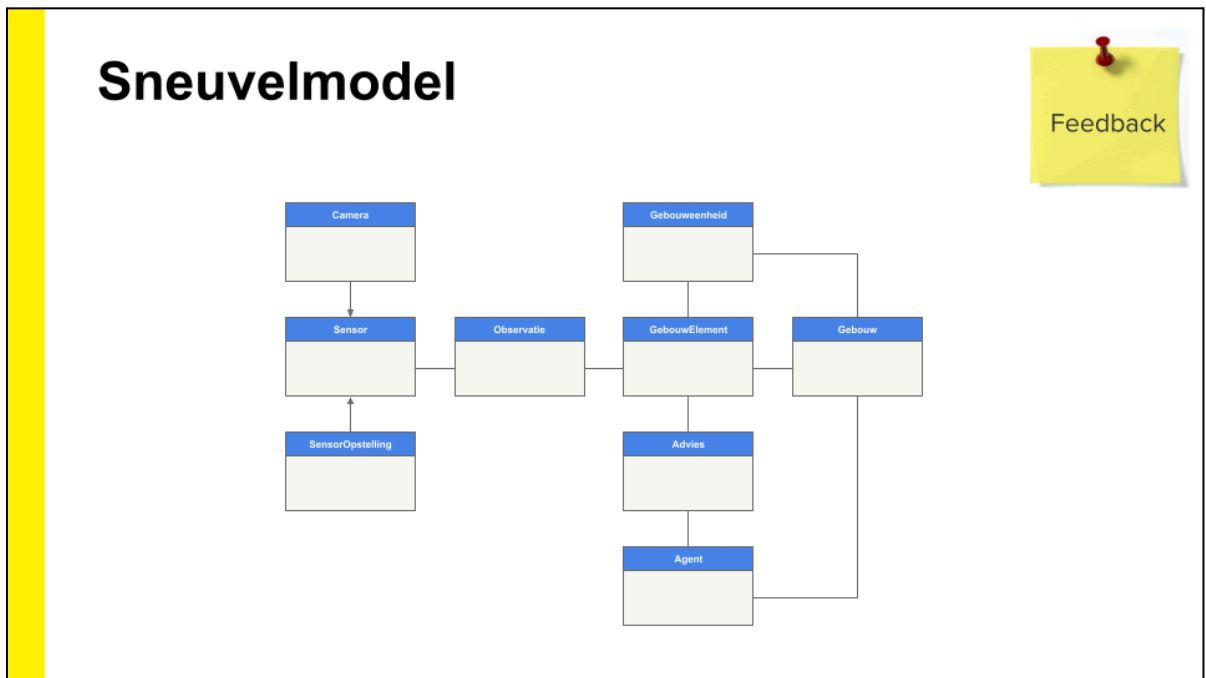 Sneuvelmodel
Feedback
Camera
Gebouweenheid
Sensor
Observatie
GebouwElement
Gebouw
SensorOpstelling
Advies
Agent